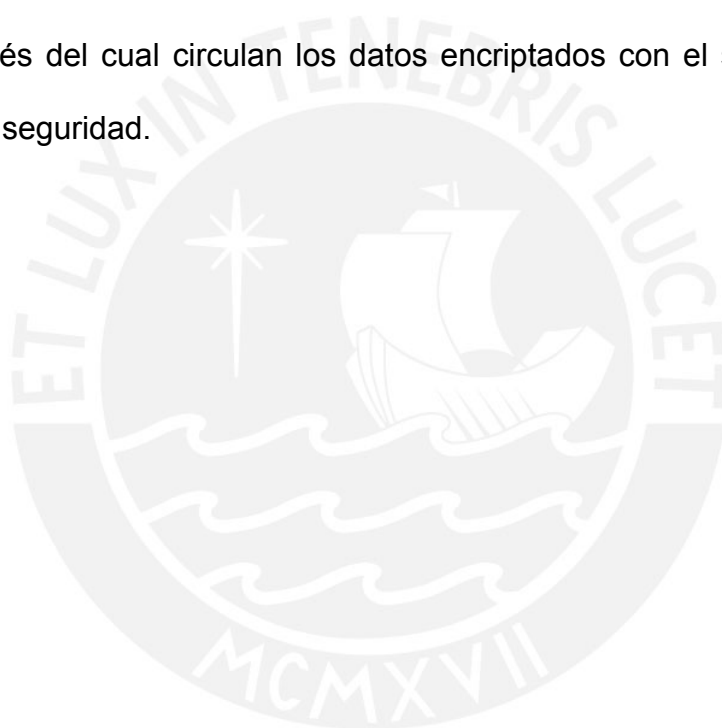 és del cual circulan los datos encriptados con el
seguridad.
ET LUX IN TENEBRIS LUCET
MCMXVII